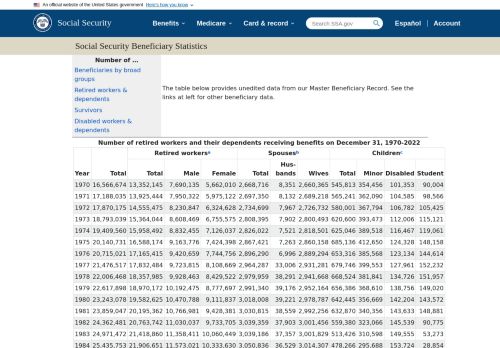 An official website of the United States government Here's how you know
Social Security
Benefits Medicare Card & record Search SSA.gov Español Account
Social Security Beneficiary Statistics
Number of ...
Beneficiaries by broad groups
Retired workers & dependents
Survivors
Disabled workers & dependents
The table below provides unedited data from our Master Beneficiary Record. See the links at left for other beneficiary data.
Number of retired workers and their dependents receiving benefits on December 31, 1970-2022
Retired workers a Spouses b Children c
Year Total Total Male Female Total Hus-bands Wives Total Minor Disabled Student
1970 16,566,674 13,352,145 7,690,135 5,662,010 2,668,716 8,351 2,660,365 545,813 354,456 101,353 90,004
1971 17,188,035 13,925,444 7,950,322 5,975,122 2,697,350 8,132 2,689,218 565,241 362,090 104,585 98,566
1972 17,870,175 14,555,475 8,230,847 6,324,628 2,734,699 7,967 2,726,732 580,001 367,794 106,782 105,425
1973 18,793,039 15,364,044 8,608,469 6,755,575 2,808,395 7,902 2,800,493 620,600 393,473 112,006 115,121
1974 19,409,560 15,958,492 8,832,455 7,126,037 2,826,022 7,521 2,818,501 625,046 389,518 116,467 119,061
1975 20,140,731 16,588,174 9,163,776 7,424,398 2,867,421 7,263 2,860,158 685,136 412,650 124,328 148,158
1976 20,715,021 17,165,415 9,420,659 7,744,756 2,896,290 6,996 2,889,294 653,316 385,568 123,134 144,614
1977 21,476,517 17,832,484 9,723,815 8,108,669 2,964,287 33,006 2,931,281 679,746 399,553 127,961 152,232
1978 22,006,468 18,357,985 9,928,463 8,429,522 2,979,959 38,291 2,941,668 668,524 381,841 134,726 151,957
1979 22,617,898 18,970,172 10,192,475 8,777,697 2,991,340 39,176 2,952,164 656,386 368,610 138,756 149,020
1980 23,243,078 19,582,625 10,470,788 9,111,837 3,018,008 39,221 2,978,787 642,445 356,669 142,204 143,572
1981 23,859,047 20,195,362 10,766,981 9,428,381 3,030,815 38,559 2,992,256 632,870 340,356 143,633 148,881
1982 24,362,481 20,763,242 11,030,037 9,733,705 3,039,359 37,903 3,001,456 559,380 323,066 145,539 90,775
1983 24,971,472 21,418,860 11,358,411 10,060,449 3,039,186 37,357 3,001,829 513,426 310,598 149,555 53,273
1984 25,435,753 21,906,651 11,573,021 10,333,630 3,050,836 36,529 3,014,307 478,266 295,688 153,724 28,854